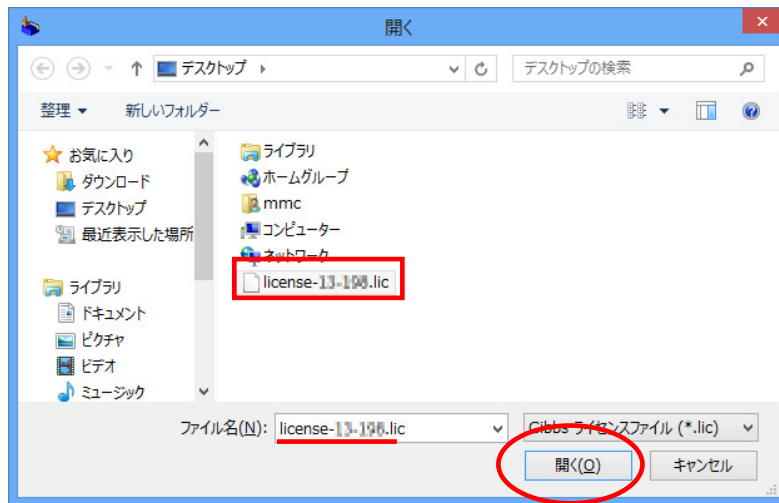 開く
デスクトップ
デスクトップの検索
整理
新しいフォルダー
お気に入り
ダウンロード
デスクトップ
最近表示した場所
ライブラリ
ドキュメント
ピクチャ
ビデオ
ミュージック
ライブラリ
ホームグループ
mmc
コンピューター
ネットワーク
license-.lic
ファイル名(N): license-.lic
Gibbs ライセンスファイル (*.lic)
開く(O)
キャンセル